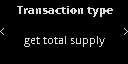 Transaction type
< get total supply >